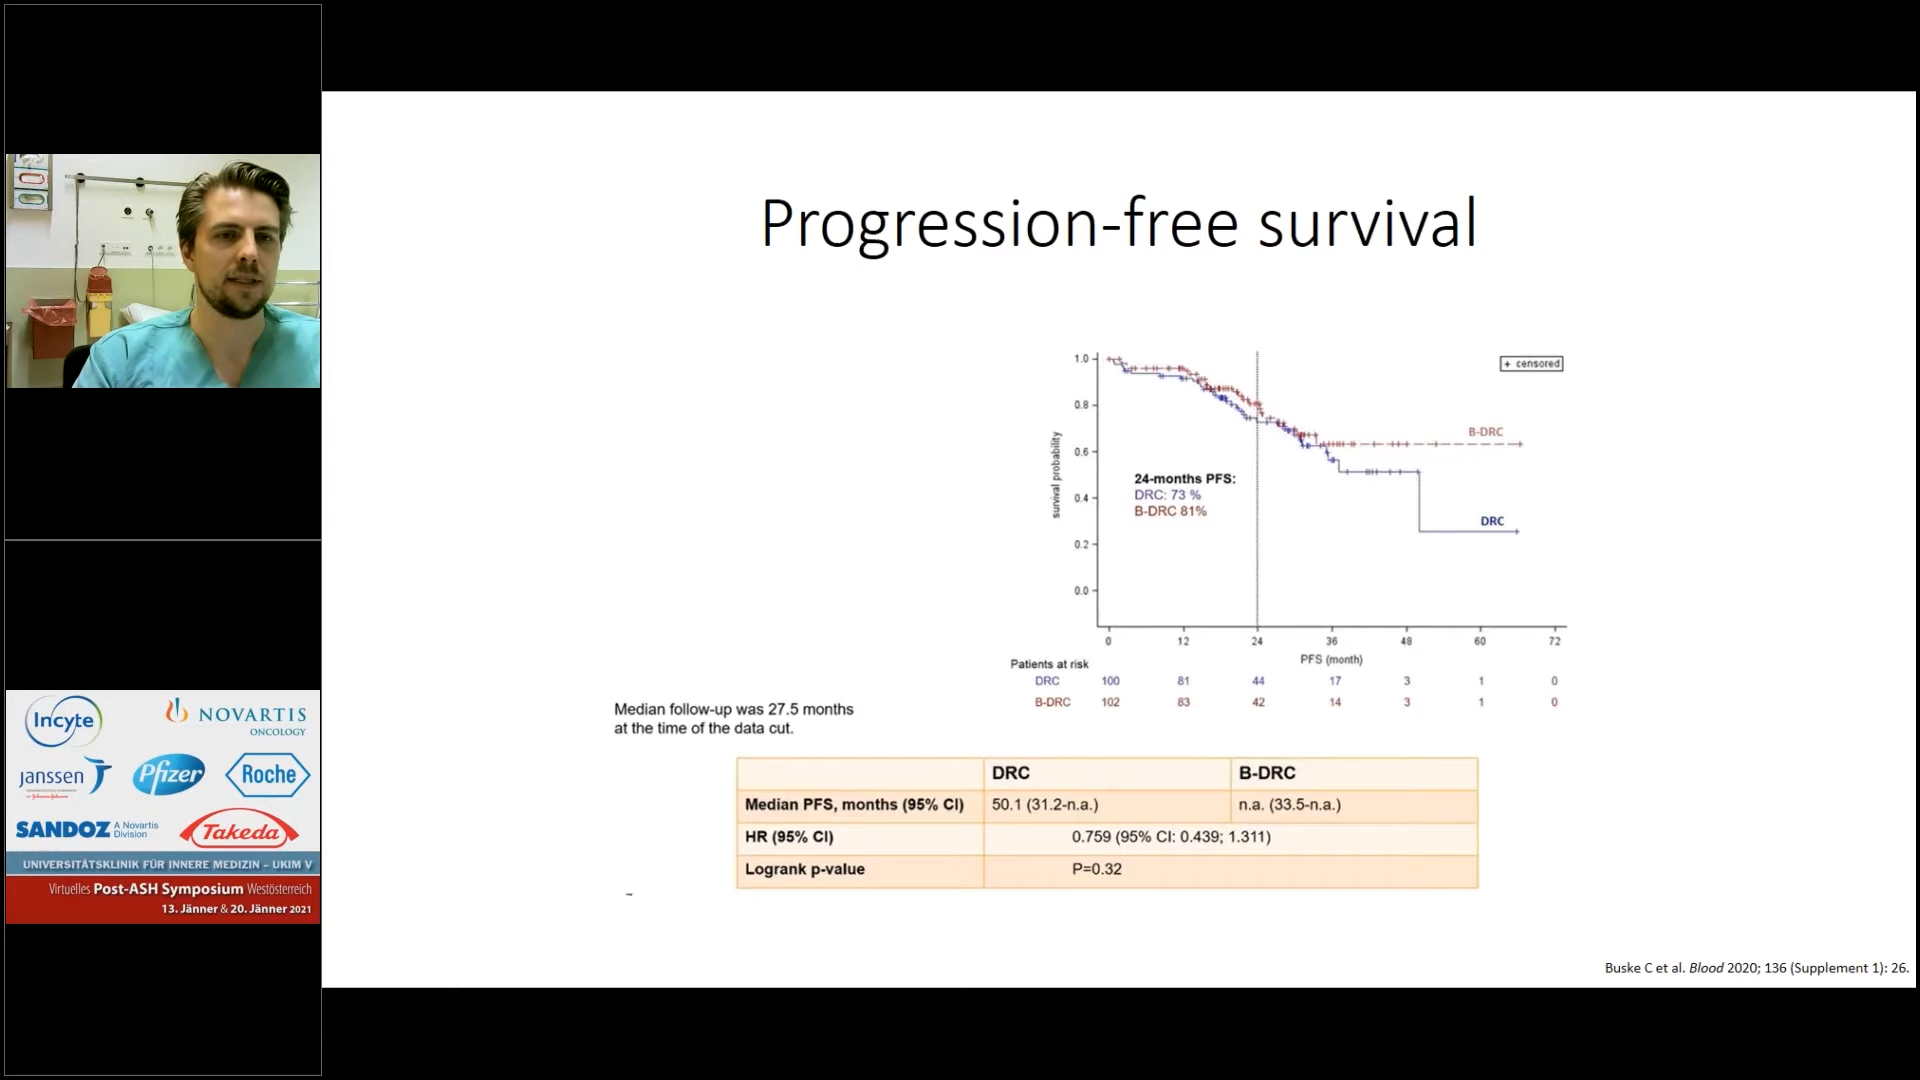 Progression-free survival
1.0
0.8
0.6
0.4
0.2
0.0
survival probability
+ censored
B-DRC
DRC
24-months PFS:
DRC: 73 %
B-DRC 81%
0 12 24 36 48 60 72
PFS (month)
Patients at risk
DRC 100 81 44 17 3 1 0
B-DRC 102 83 42 14 3 1 0
Median follow-up was 27.5 months
at the time of the data cut.
DRC B-DRC
Median PFS, months (95% CI) 50.1 (31.2-n.a.) n.a. (33.5-n.a.)
HR (95% CI) 0.759 (95% CI: 0.439; 1.311)
Logrank p-value P=0.32
Buske C et al. Blood 2020; 136 (Supplement 1): 26.
Incyte
NOVARTIS
ONCOLOGY
janssen
Pfizer
Roche
SANDOZ A Novartis
Division
Takeda
UNIVERSITÄTSKLINIK FÜR INNERE MEDIZIN – UKIM V
Virtuelles Post-ASH Symposium Westösterreich
13. Jänner & 20. Jänner 2021